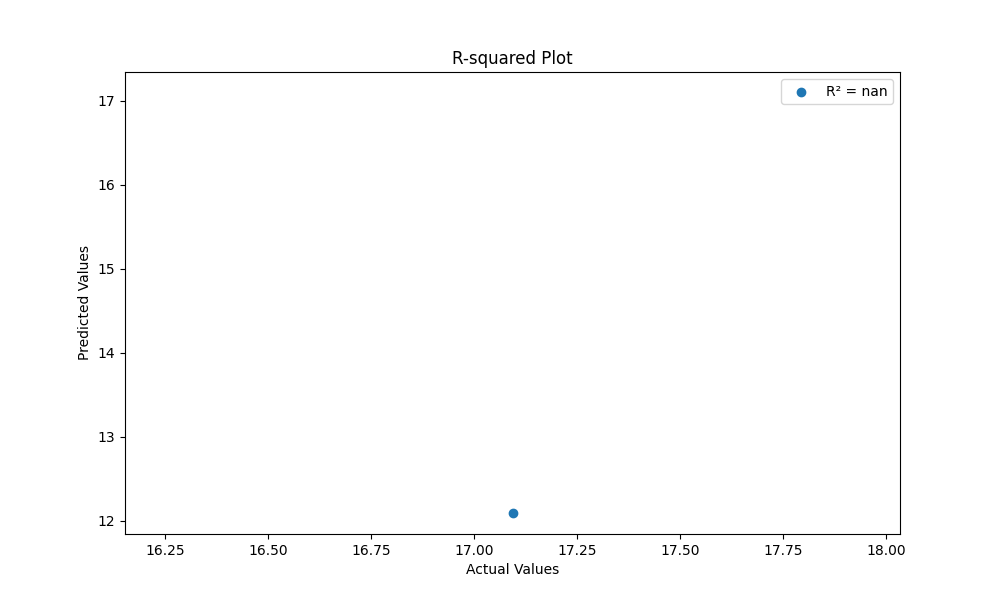 R-squared Plot
R² = nan
17
16
15
14
13
12
Predicted Values
16.25 16.50 16.75 17.00 17.25 17.50 17.75 18.00
Actual Values